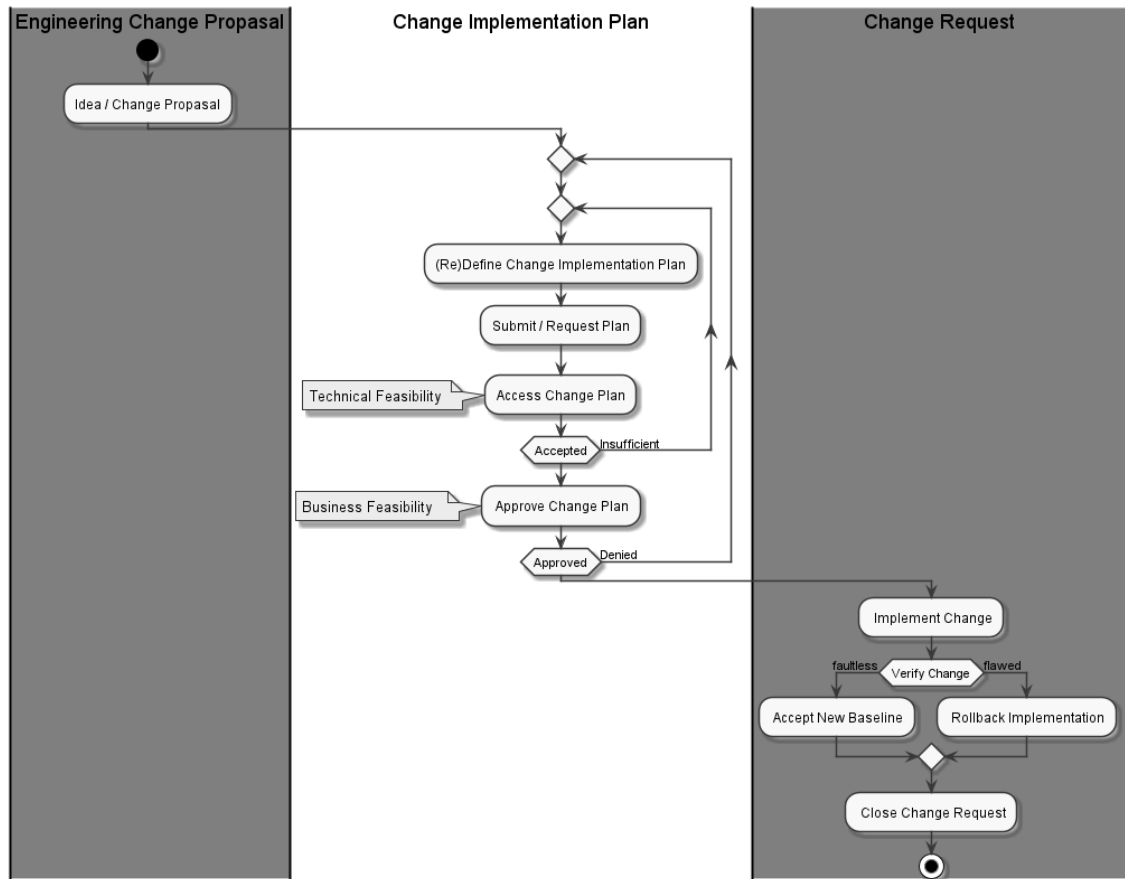 Engineering Change Propasal
Change Implementation Plan
Change Request
Idea / Change Propasal
(Re)Define Change Implementation Plan
Submit / Request Plan
Technical Feasibility
Access Change Plan
Accepted
Insufficient
Business Feasibility
Approve Change Plan
Approved
Denied
Implement Change
faultless
Verify Change
flawed
Accept New Baseline
Rollback Implementation
Close Change Request